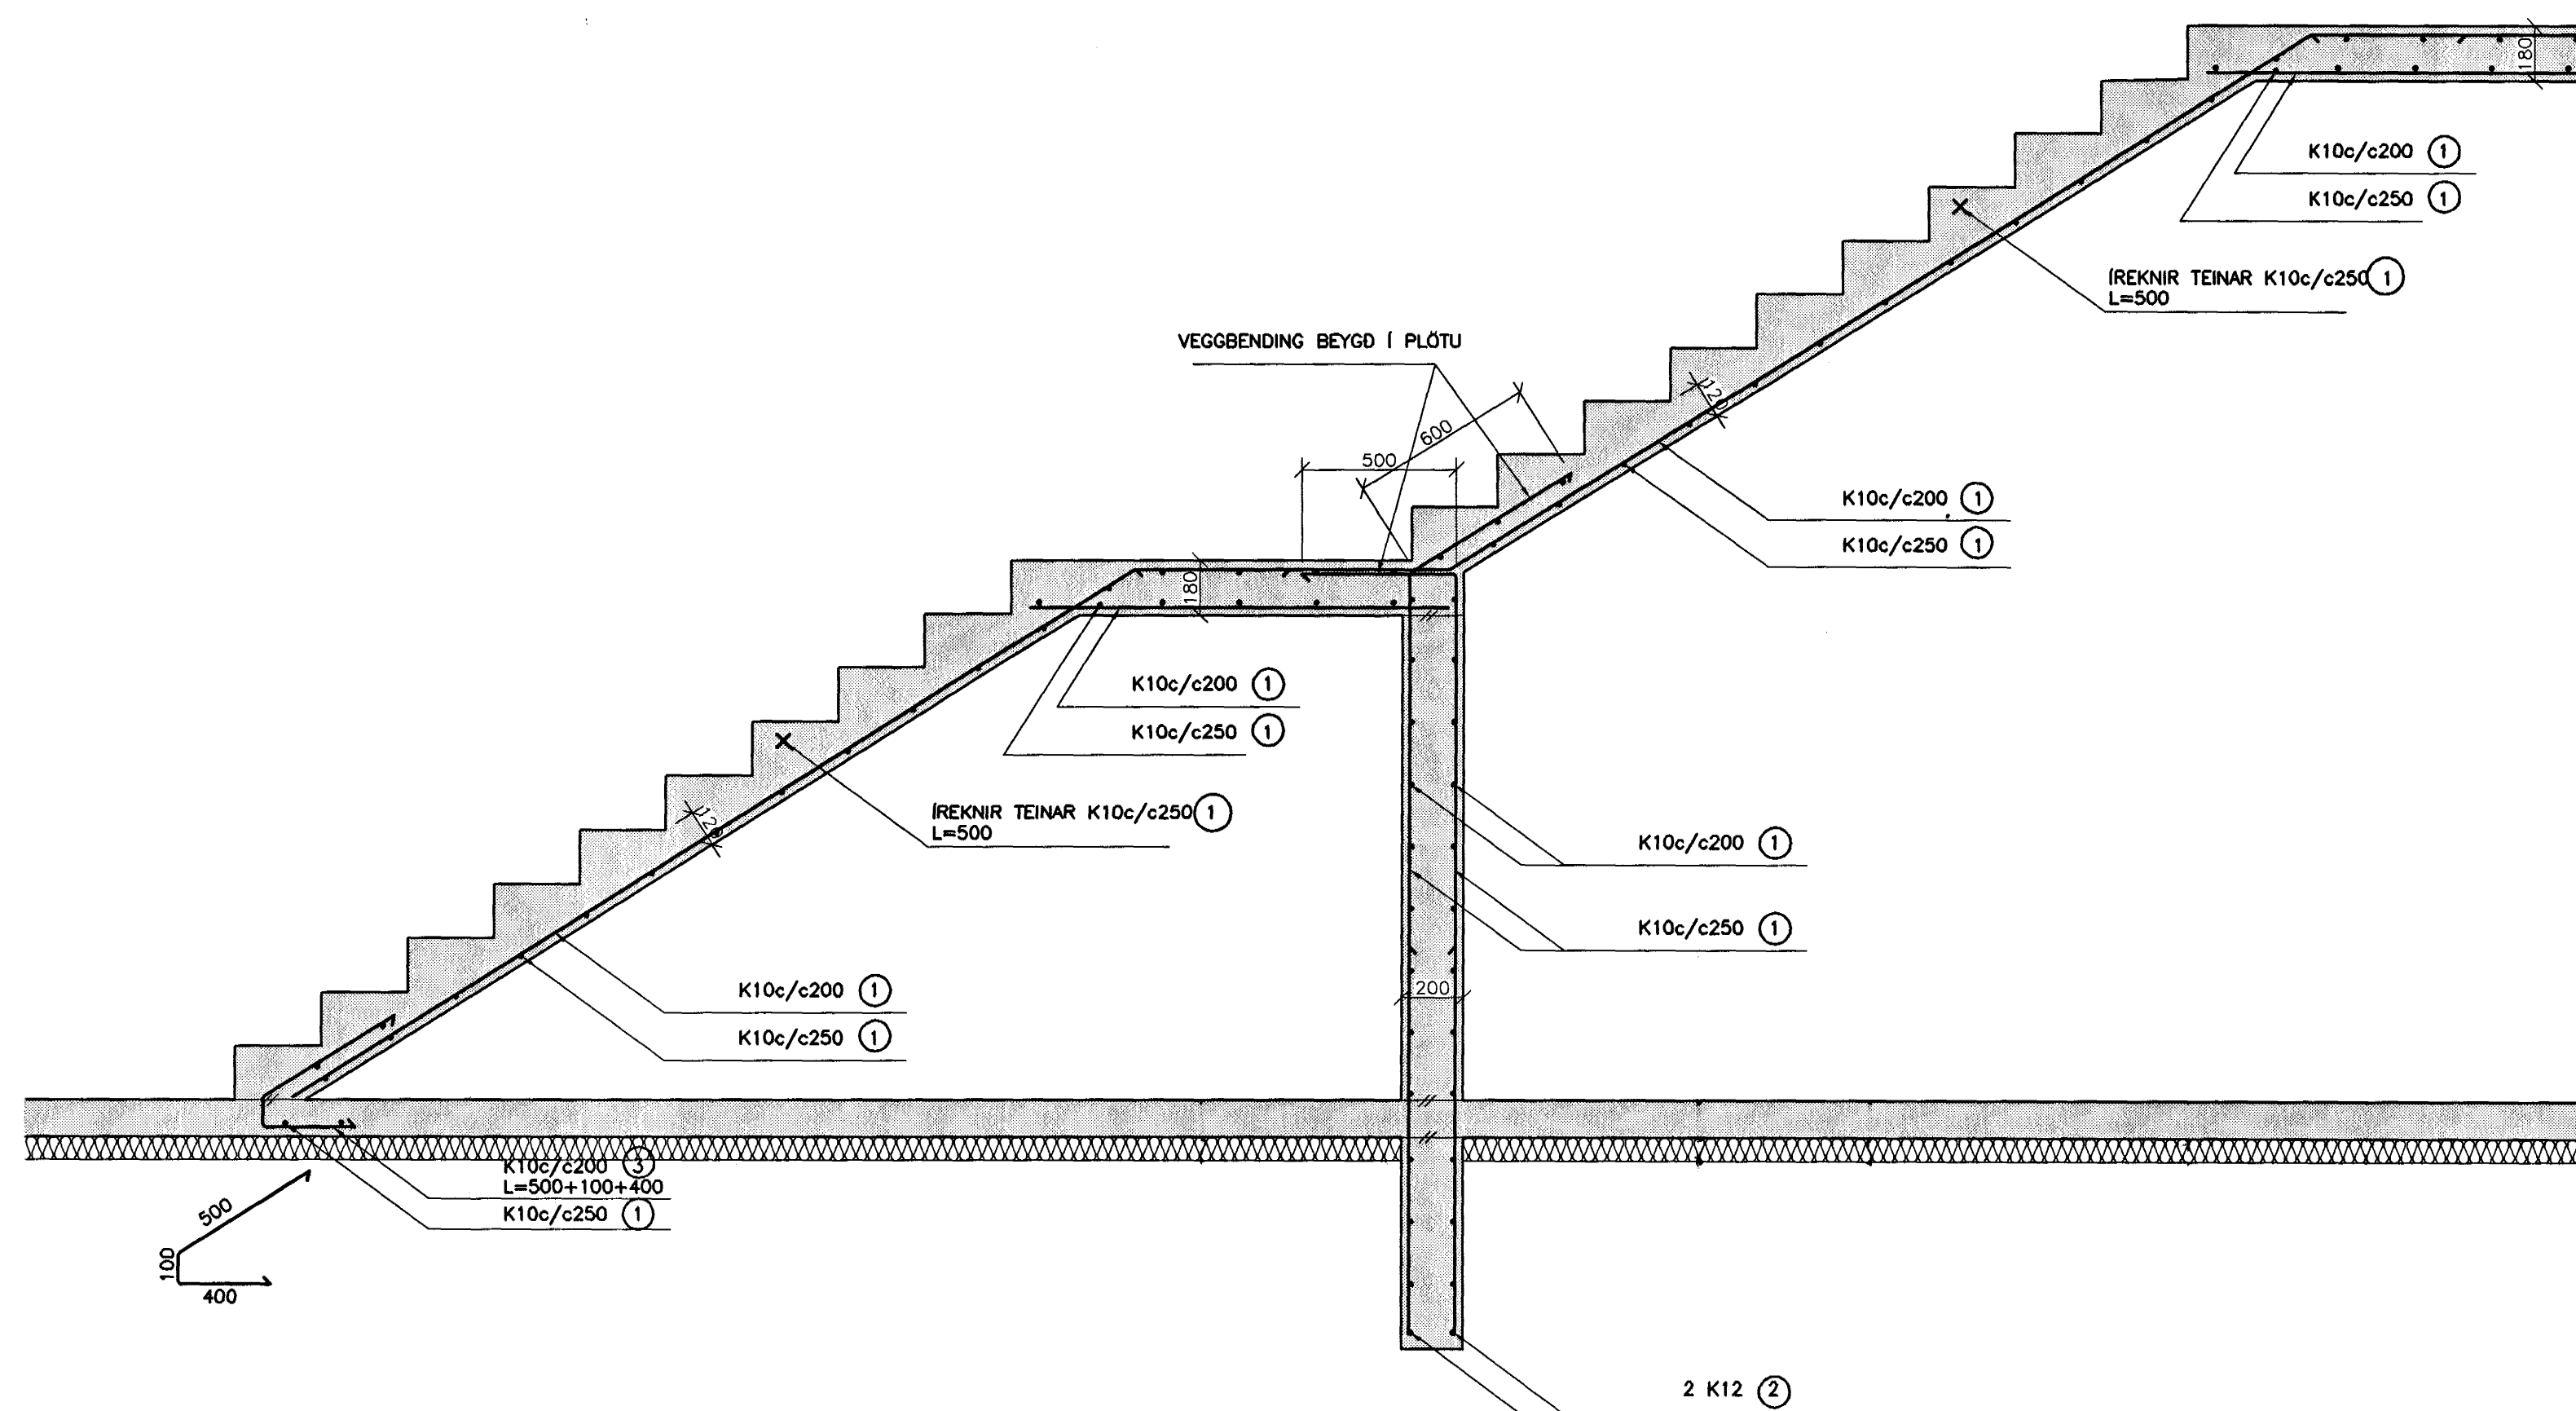 180
K10c/c200 1
K10c/c250 1
ÍREKNIR TEINAR K10c/c250 1
L=500
VEGGBENDING BEYGÐ Í PLÖTU
120
600
500
K10c/c200 1
K10c/c250 1
180
K10c/c200 1
K10c/c250 1
ÍREKNIR TEINAR K10c/c250 1
L=500
120
K10c/c200 1
K10c/c250 1
200
K10c/c200 1
K10c/c250 1
K10c/c200 3
L=500+100+400
K10c/c250 1
500
100
400
2 K12 2